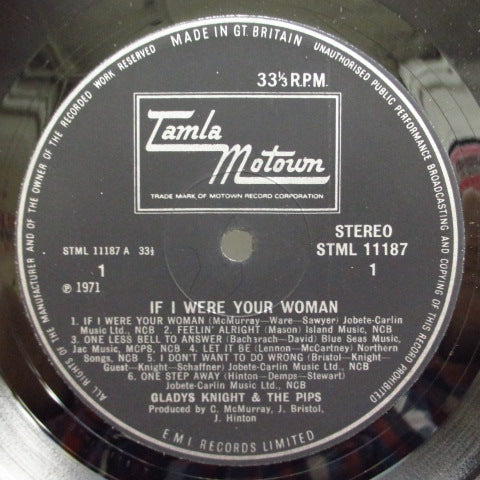 MADE IN GT. BRITAIN
UNAUTHORISED PUBLIC PERFORMANCE BROADCASTING AND COPYING OF THIS RECORD PROHIBITED
ALL RIGHTS OF THE MANUFACTURER AND OF THE OWNER OF THE RECORDED WORK RESERVED
33⅓ R.P.M.
Tamla
Motown
TRADE MARK OF MOTOWN RECORD CORPORATION
STEREO
STML 11187 A 33⅓
STML 11187
1
1
℗ 1971
IF I WERE YOUR WOMAN
1. IF I WERE YOUR WOMAN (McMurray—Ware—Sawyer) Jobete-Carlin
Music Ltd., NCB 2. FEELIN' ALRIGHT (Mason) Island Music, NCB
3. ONE LESS BELL TO ANSWER (Bachsrach—David) Blue Seas Music,
Jac Music, MCPS, NCB 4. LET IT BE (Lennon—McCartney) Northern
Songs, NCB 5. I DON'T WANT TO DO WRONG (Bristol—Knight—
Guest—Knight—Schaffner) Jobete-Carlin Music Ltd., NCB
6. ONE STEP AWAY (Hinton—Demps—Stewart)
Jobete-Carlin Music Ltd., NCB
GLADYS KNIGHT & THE PIPS
Produced by C. McMurray, J. Bristol,
J. Hinton
E.M.I. RECORDS LIMITED